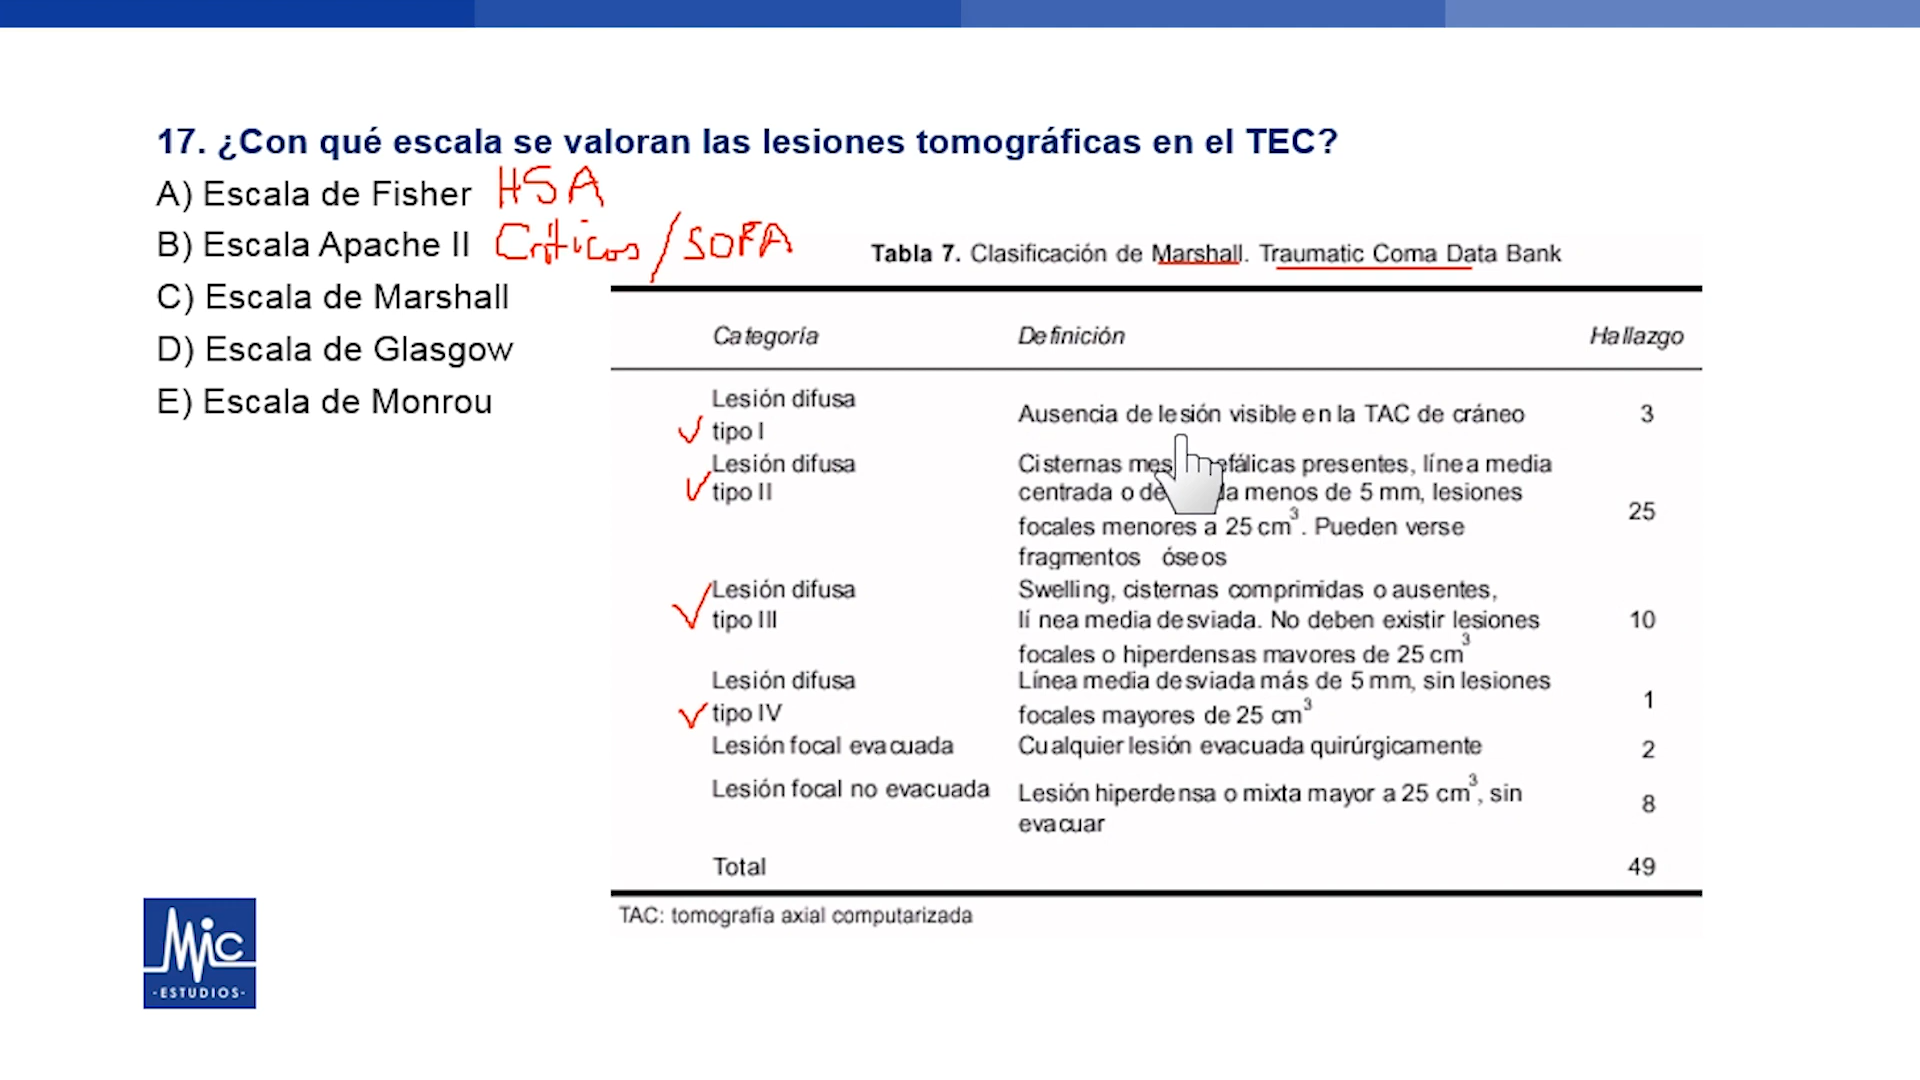 17. ¿Con qué escala se valoran las lesiones tomográficas en el TEC?
A) Escala de Fisher HSA
B) Escala Apache II Críticos / SOFA
C) Escala de Marshall
D) Escala de Glasgow
E) Escala de Monrou
Tabla 7. Clasificación de Marshall. Traumatic Coma Data Bank
Categoría Definición Hallazgo
Lesión difusa
tipo I Ausencia de lesión visible en la TAC de cráneo 3
Lesión difusa Cisternas fálicas presentes, línea media
tipo II centrada o menos de 5 mm, lesiones
focales menores a 25 cm³. Pueden verse 25
fragmentos óseos
Lesión difusa Swelling, cisternas comprimidas o ausentes,
tipo III lí nea media desviada. No deben existir lesiones 10
focales o hiperdensas mavores de 25 cm³
Lesión difusa Línea media desviada más de 5 mm, sin lesiones
tipo IV focales mayores de 25 cm³ 1
Lesión focal evacuada Cualquier lesión evacuada quirúrgicamente 2
Lesión focal no evacuada Lesión hiperdensa o mixta mayor a 25 cm³, sin
evacuar 8
Total 49
TAC: tomografía axial computarizada
Mic
·ESTUDIOS·